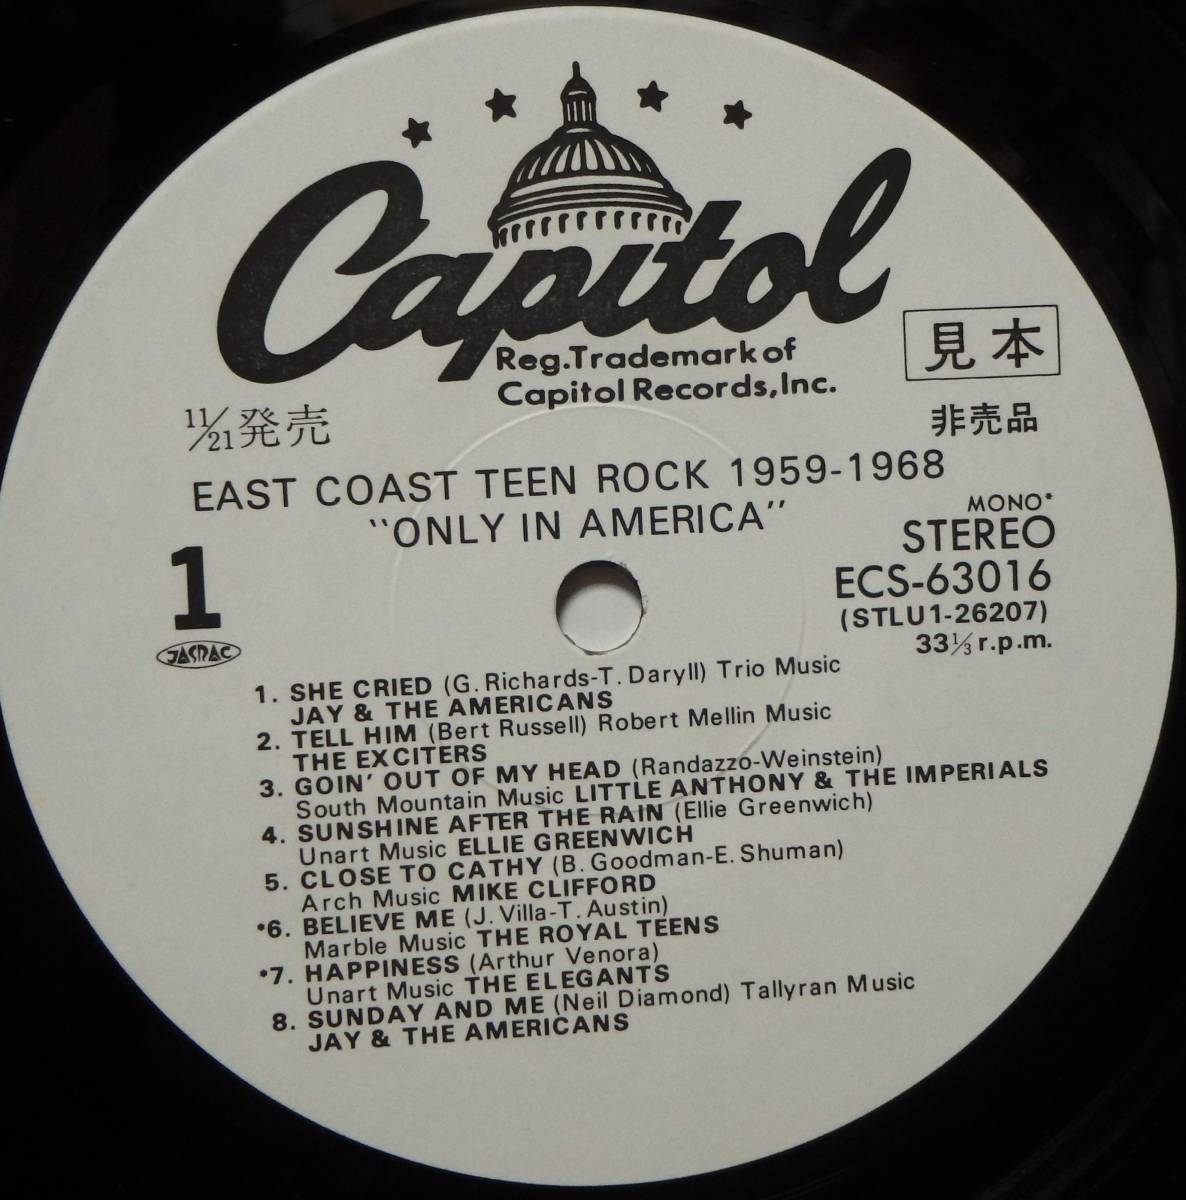 Capitol
Reg.Trademark of
Capitol Records,Inc.
見本
非売品
11/21発売
EAST COAST TEEN ROCK 1959-1968
"ONLY IN AMERICA"
MONO*
STEREO
ECS-63016
(STLU1-26207)
33⅓ r.p.m.
1
JASRAC
1. SHE CRIED (G. Richards-T. Daryll) Trio Music
JAY & THE AMERICANS
2. TELL HIM (Bert Russell) Robert Mellin Music
THE EXCITERS
3. GOIN' OUT OF MY HEAD (Randazzo-Weinstein)
South Mountain Music LITTLE ANTHONY & THE IMPERIALS
4. SUNSHINE AFTER THE RAIN (Ellie Greenwich)
Unart Music ELLIE GREENWICH
5. CLOSE TO CATHY (B. Goodman-E. Shuman)
Arch Music MIKE CLIFFORD
*6. BELIEVE ME (J. Villa-T. Austin)
Marble Music THE ROYAL TEENS
*7. HAPPINESS (Arthur Venora)
Unart Music THE ELEGANTS
8. SUNDAY AND ME (Neil Diamond) Tallyran Music
JAY & THE AMERICANS